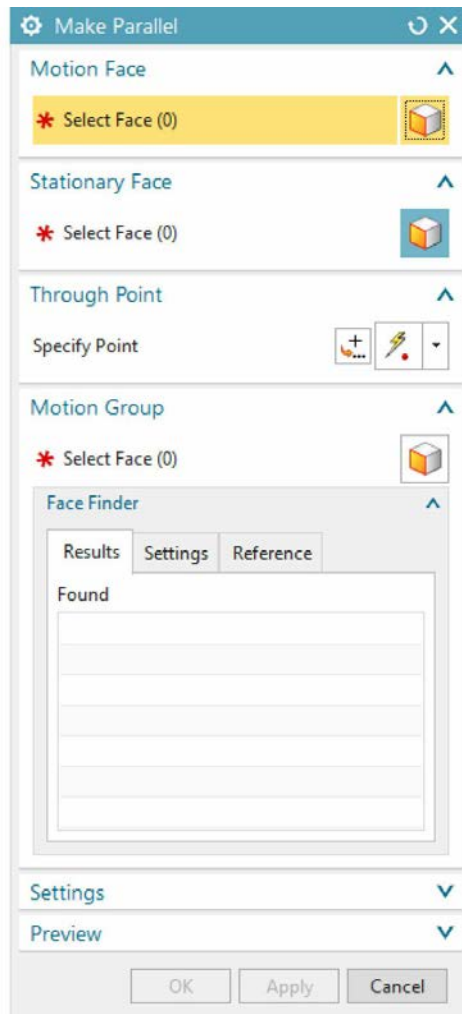 Make Parallel
Motion Face
* Select Face (0)
Stationary Face
* Select Face (0)
Through Point
Specify Point
Motion Group
* Select Face (0)
Face Finder
Results Settings Reference
Found
Settings
Preview
OK Apply Cancel